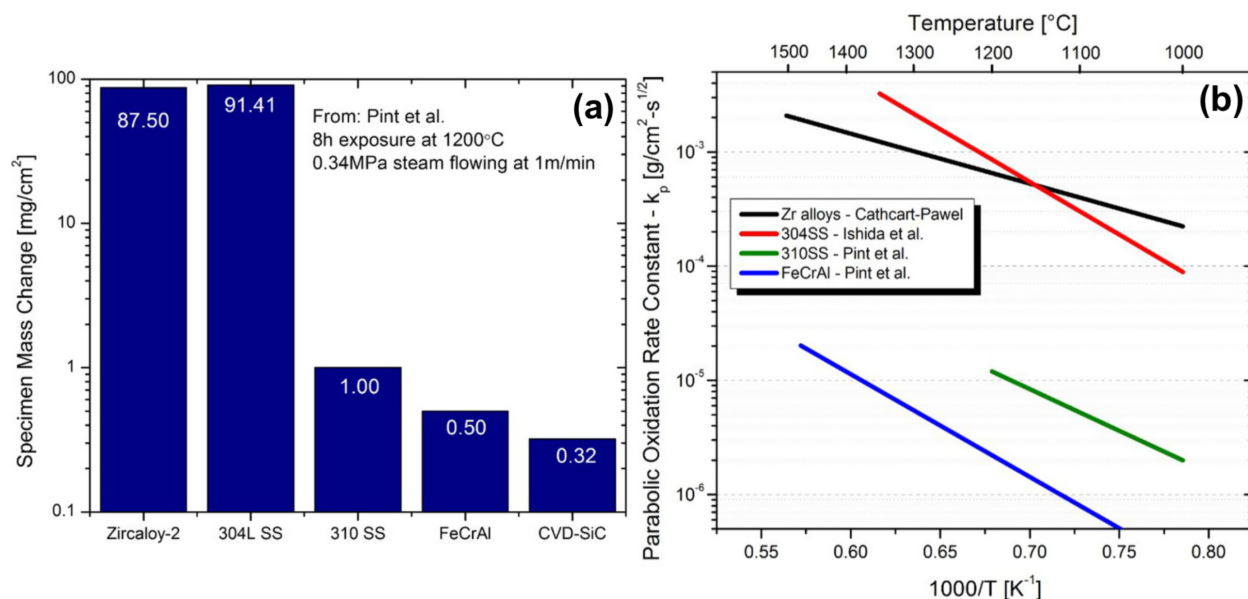 (a)
From: Pint et al.
8h exposure at 1200°C
0.34MPa steam flowing at 1m/min
Specimen Mass Change [mg/cm²]
100
10
1
0.1
87.50
91.41
1.00
0.50
0.32
Zircaloy-2
304L SS
310 SS
FeCrAl
CVD-SiC
(b)
Temperature [°C]
1500
1400
1300
1200
1100
1000
Parabolic Oxidation Rate Constant - kₚ [g/cm²-s^1/2]
10⁻³
10⁻⁴
10⁻⁵
10⁻⁶
Zr alloys - Cathcart-Pawel
304SS - Ishida et al.
310SS - Pint et al.
FeCrAl - Pint et al.
0.55
0.60
0.65
0.70
0.75
0.80
1000/T [K⁻¹]